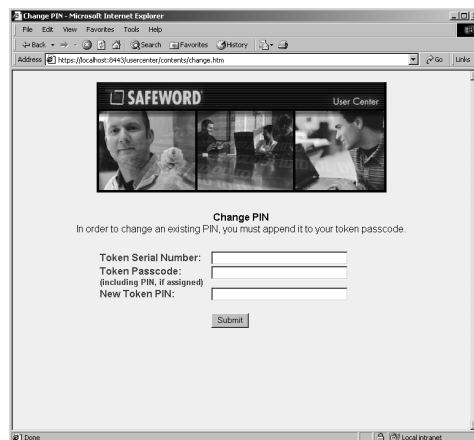 Change PIN - Microsoft Internet Explorer
File Edit View Favorites Tools Help
Back Search Favorites History
Address https://localhost:8443/usercenter/contents/change.htm Go Links
SAFEWORD
User Center
Change PIN
In order to change an existing PIN, you must append it to your token passcode.
Token Serial Number:
Token Passcode:
(including PIN, if assigned)
New Token PIN:
Submit
Done Local intranet